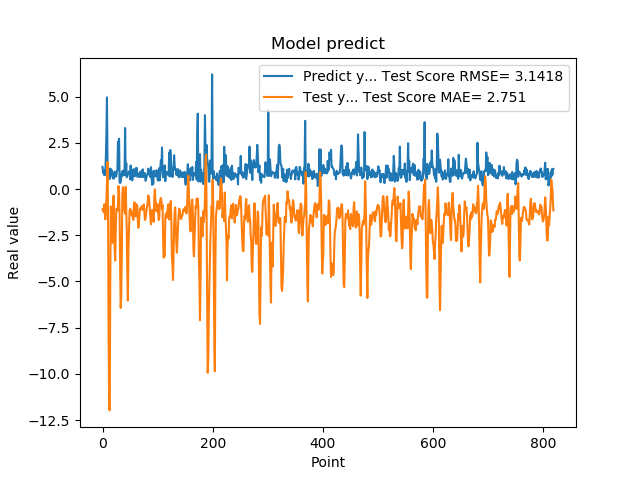 Model predict
Predict y... Test Score RMSE= 3.1418
Test y... Test Score MAE= 2.751
5.0
2.5
0.0
−2.5
−5.0
−7.5
−10.0
−12.5
Real value
0 200 400 600 800
Point